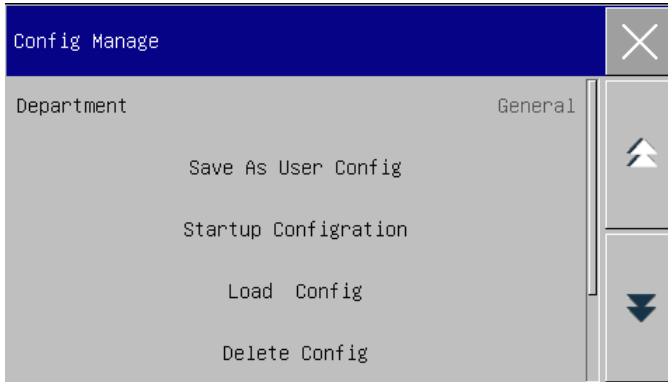 Config Manage
Department General
Save As User Config
Startup Configration
Load Config
Delete Config